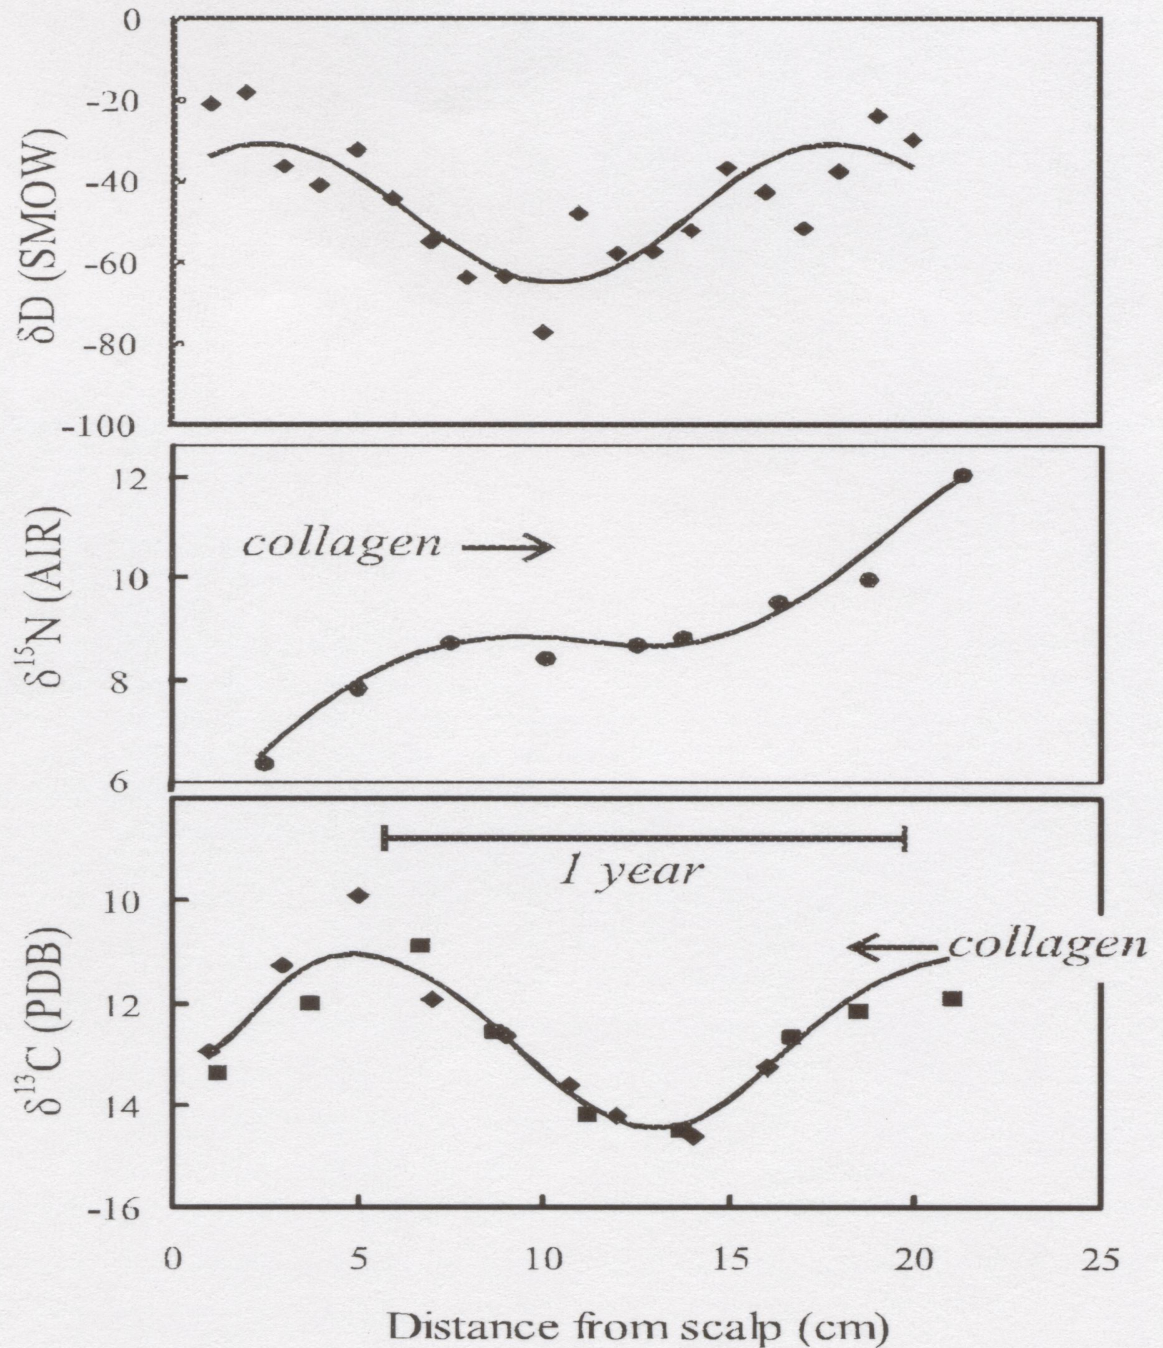 0
-20
-40
-60
-80
-100
δD (SMOW)
12
10
8
6
δ¹⁵N (AIR)
collagen →
10
12
14
-16
δ¹³C (PDB)
1 year
← collagen
0 5 10 15 20 25
Distance from scalp (cm)